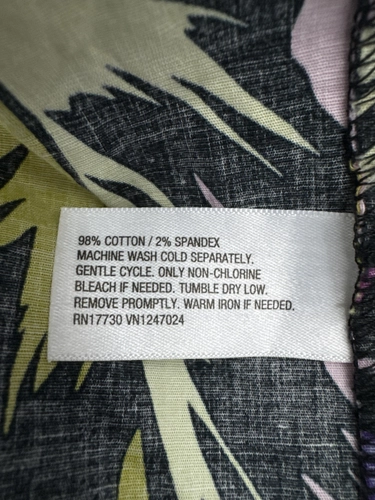 98% COTTON / 2% SPANDEX
MACHINE WASH COLD SEPARATELY.
GENTLE CYCLE. ONLY NON-CHLORINE
BLEACH IF NEEDED. TUMBLE DRY LOW.
REMOVE PROMPTLY. WARM IRON IF NEEDED.
RN17730 VN1247024